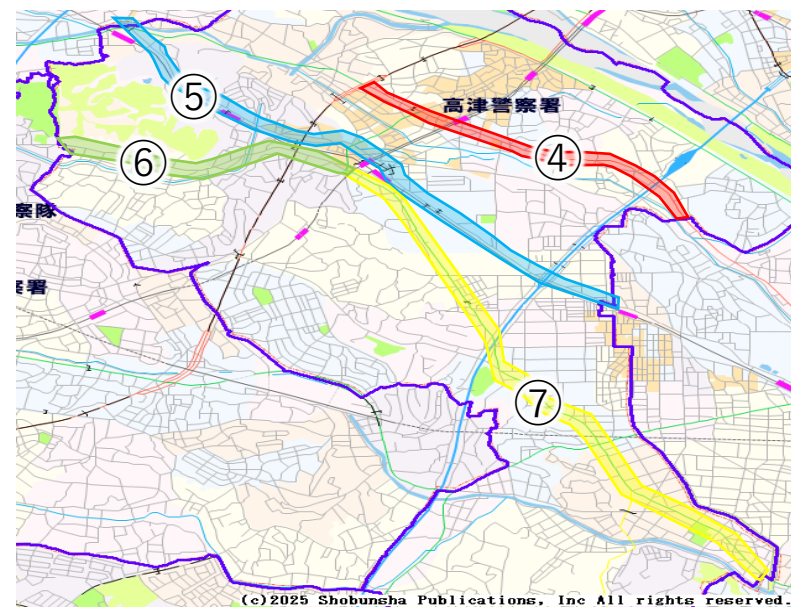 ⑤
高津警察署
④
⑥
察隊
察署
⑦
(c)2025 Shobunsha Publications, Inc All rights reserved.